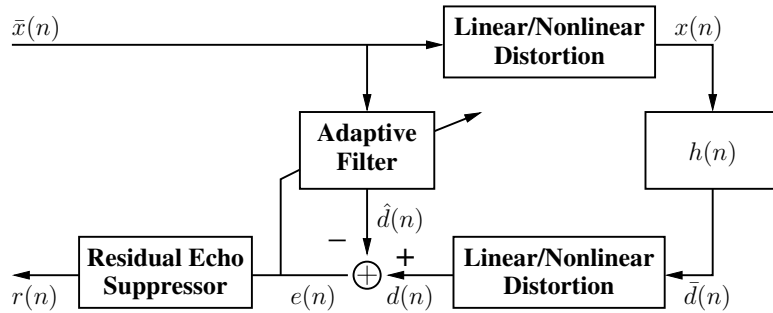 x̄(n)
Linear/Nonlinear
Distortion
x(n)
Adaptive
Filter
h(n)
d̂(n)
−
+
Residual Echo
Suppressor
Linear/Nonlinear
Distortion
r(n)
e(n)
d(n)
d̄(n)